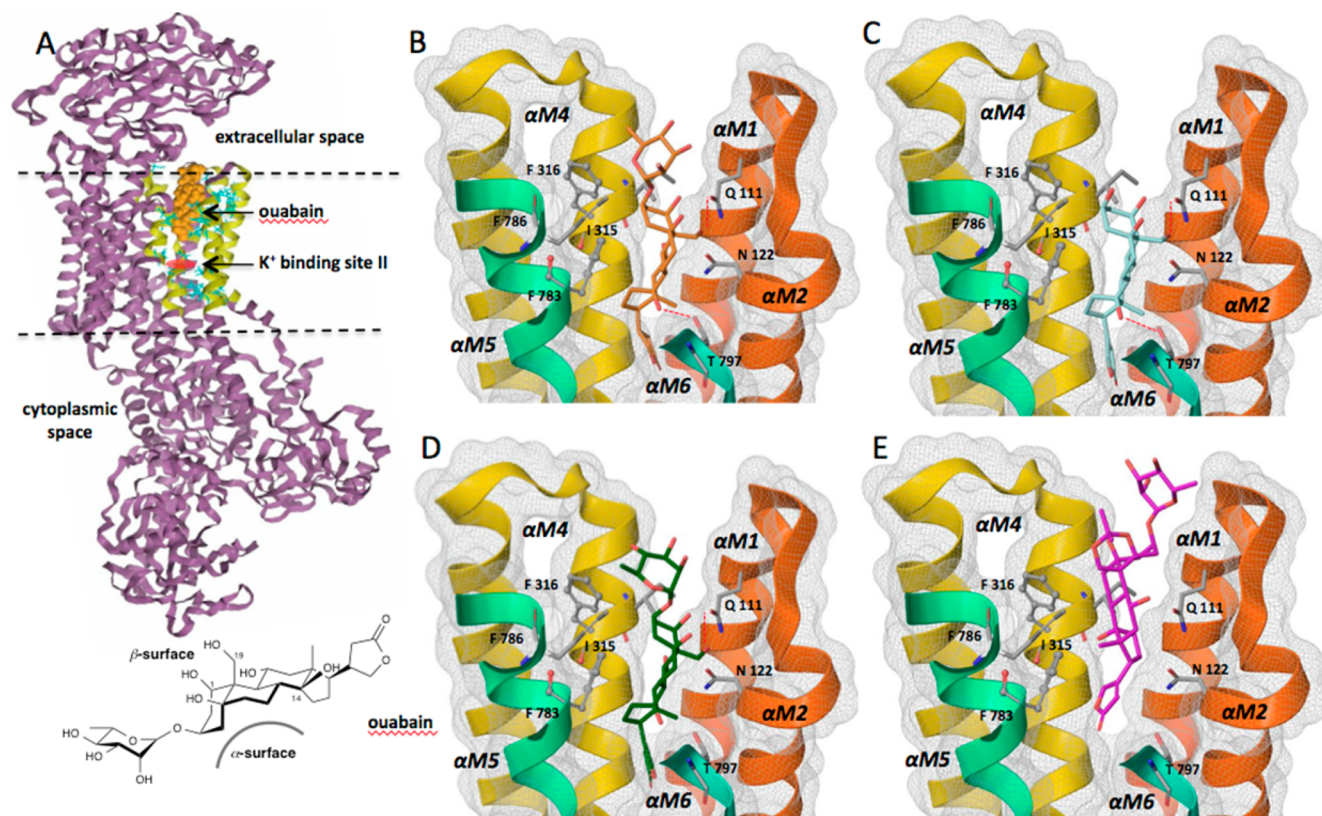 A
extracellular space
ouabain
K+ binding site II
cytoplasmic
space
β-surface
HO
19
HO
1
HO
HO
14
OH
O
O
O
O
HO
HO
OH
α-surface
ouabain
B
αM4
αM1
F 316
Q 111
F 786
I 315
N 122
F 783
αM2
αM5
T 797
αM6
C
αM4
αM1
F 316
Q 111
F 786
I 315
N 122
F 783
αM2
αM5
T 797
αM6
D
αM4
αM1
F 316
Q 111
F 786
I 315
N 122
F 783
αM2
αM5
T 797
αM6
E
αM4
αM1
F 316
Q 111
F 786
I 315
N 122
F 783
αM2
αM5
T 797
αM6